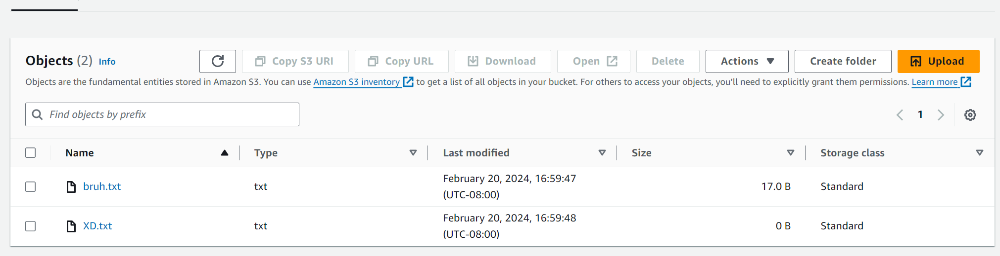 Objects (2) Info
Copy S3 URI
Copy URL
Download
Open
Delete
Actions
Create folder
Upload
Objects are the fundamental entities stored in Amazon S3. You can use Amazon S3 inventory to get a list of all objects in your bucket. For others to access your objects, you’ll need to explicitly grant them permissions. Learn more
Find objects by prefix
1
Name Type Last modified Size Storage class
bruh.txt txt February 20, 2024, 16:59:47 (UTC-08:00) 17.0 B Standard
XD.txt txt February 20, 2024, 16:59:48 (UTC-08:00) 0 B Standard